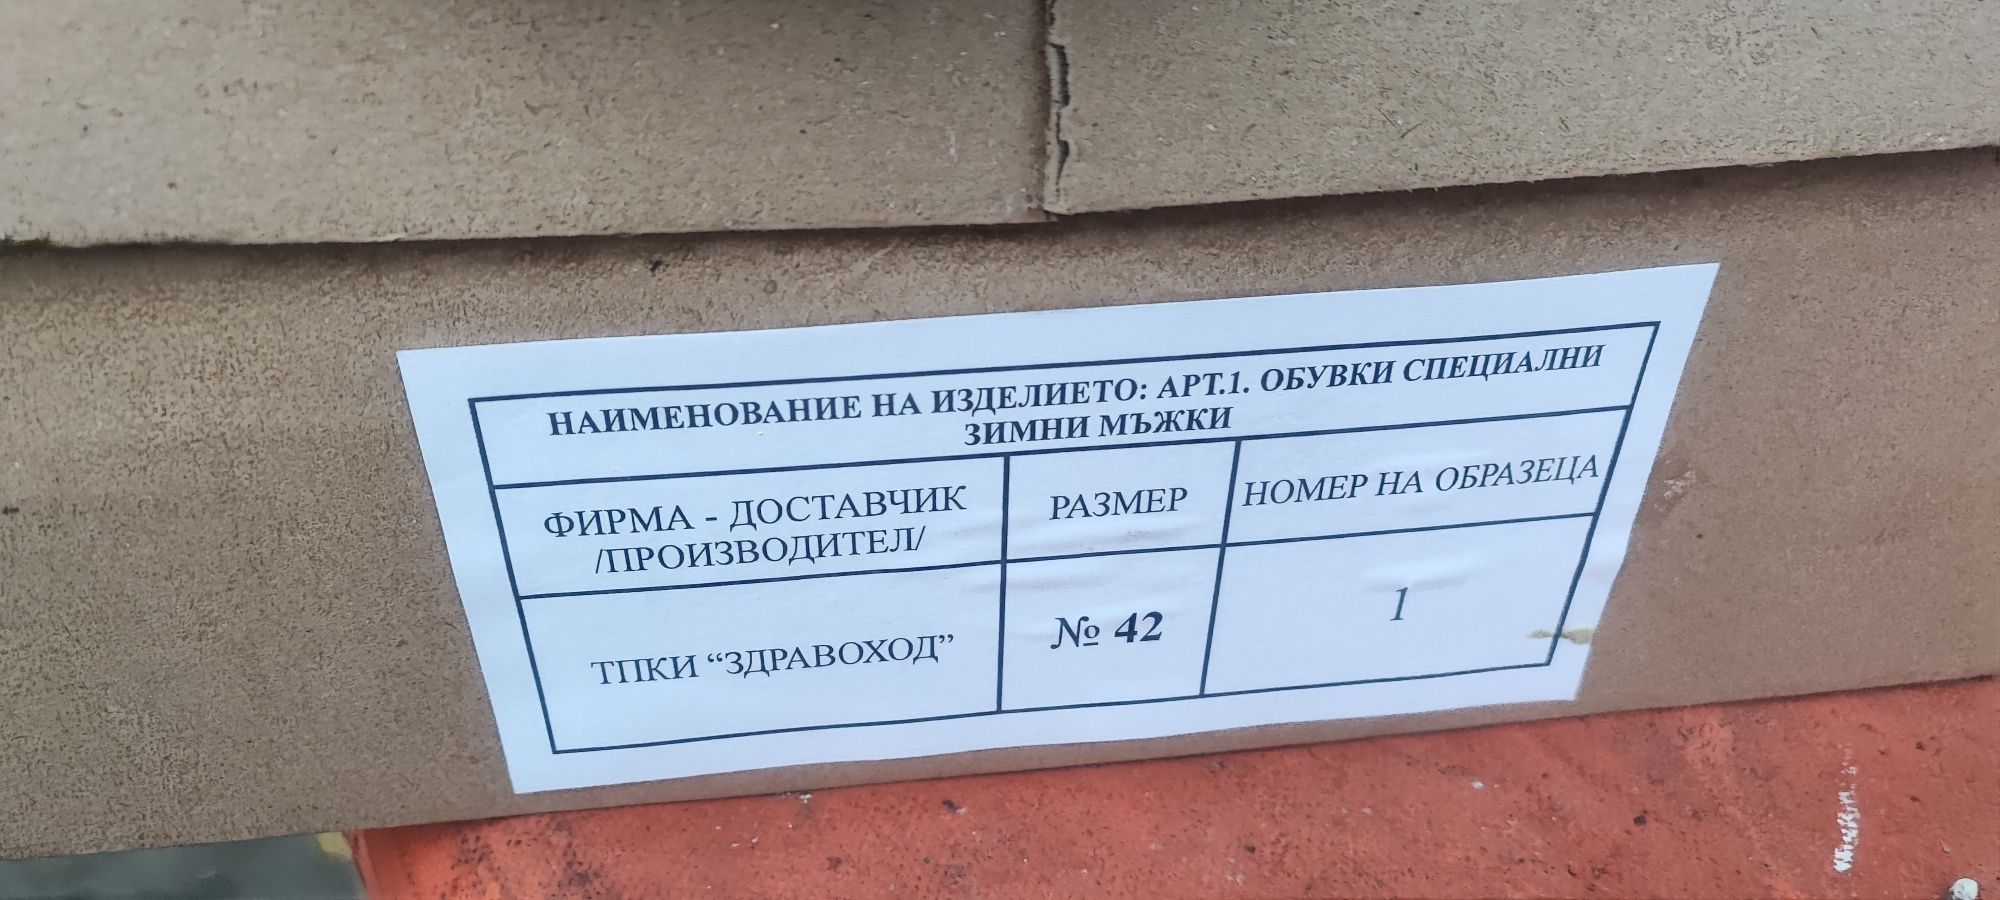 НАИМЕНОВАНИЕ НА ИЗДЕЛИЕТО: АРТ.1. ОБУВКИ СПЕЦИАЛНИ
ЗИМНИ МЪЖКИ
ФИРМА - ДОСТАВЧИК
/ПРОИЗВОДИТЕЛ/
РАЗМЕР
НОМЕР НА ОБРАЗЕЦА
ТПКИ “ЗДРАВОХОД”
№ 42
1